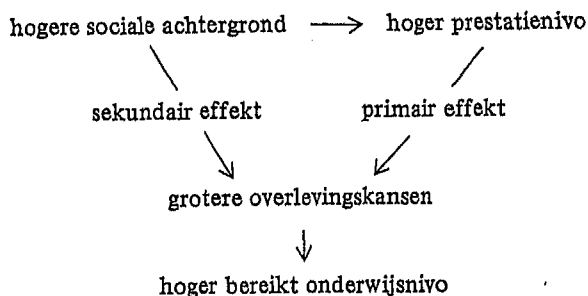 hogere sociale achtergrond → hoger prestatienivo
sekundair effekt primair effekt
grotere overlevingskansen
hoger bereikt onderwijsnivo